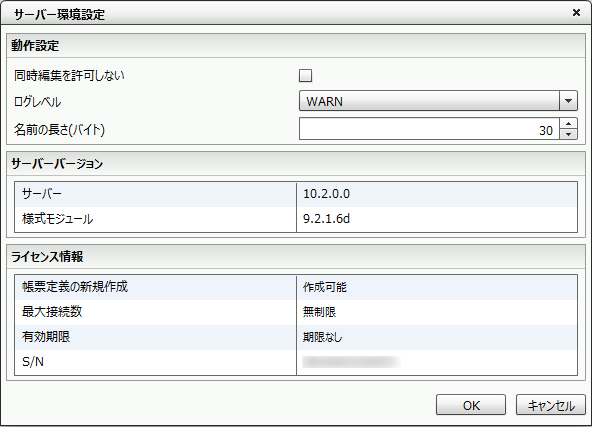 サーバー環境設定
動作設定
同時編集を許可しない
ログレベル WARN
名前の長さ(バイト) 30
サーバーバージョン
サーバー 10.2.0.0
様式モジュール 9.2.1.6d
ライセンス情報
帳票定義の新規作成 作成可能
最大接続数 無制限
有効期限 期限なし
S/N
OK キャンセル